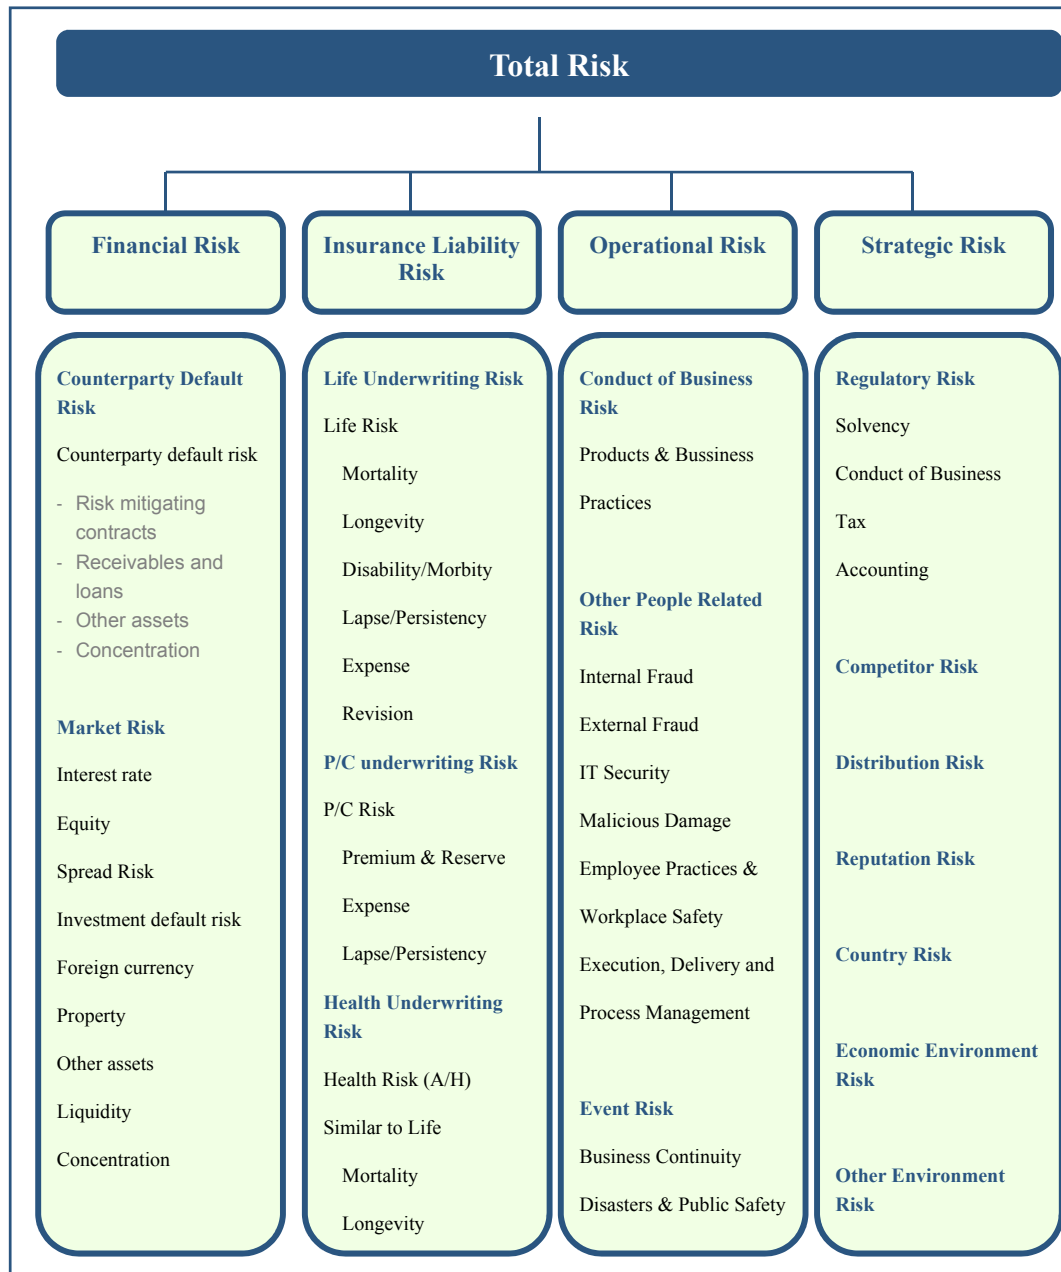 Total Risk
Financial Risk
Insurance Liability
Risk
Operational Risk
Strategic Risk
Counterparty Default
Risk
Counterparty default risk
- Risk mitigating
contracts
- Receivables and
loans
- Other assets
- Concentration
Market Risk
Interest rate
Equity
Spread Risk
Investment default risk
Foreign currency
Property
Other assets
Liquidity
Concentration
Life Underwriting Risk
Life Risk
Mortality
Longevity
Disability/Morbity
Lapse/Persistency
Expense
Revision
P/C underwriting Risk
P/C Risk
Premium & Reserve
Expense
Lapse/Persistency
Health Underwriting
Risk
Health Risk (A/H)
Similar to Life
Mortality
Longevity
Conduct of Business
Risk
Products & Bussiness
Practices
Other People Related
Risk
Internal Fraud
External Fraud
IT Security
Malicious Damage
Employee Practices &
Workplace Safety
Execution, Delivery and
Process Management
Event Risk
Business Continuity
Disasters & Public Safety
Regulatory Risk
Solvency
Conduct of Business
Tax
Accounting
Competitor Risk
Distribution Risk
Reputation Risk
Country Risk
Economic Environment
Risk
Other Environment
Risk